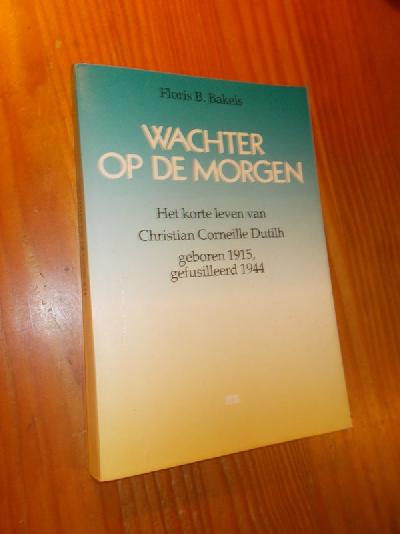 Floris B. Bakels
WACHTER
OP DE MORGEN
Het korte leven van
Christian Corneille Dutilh
geboren 1915,
gefusilleerd 1944